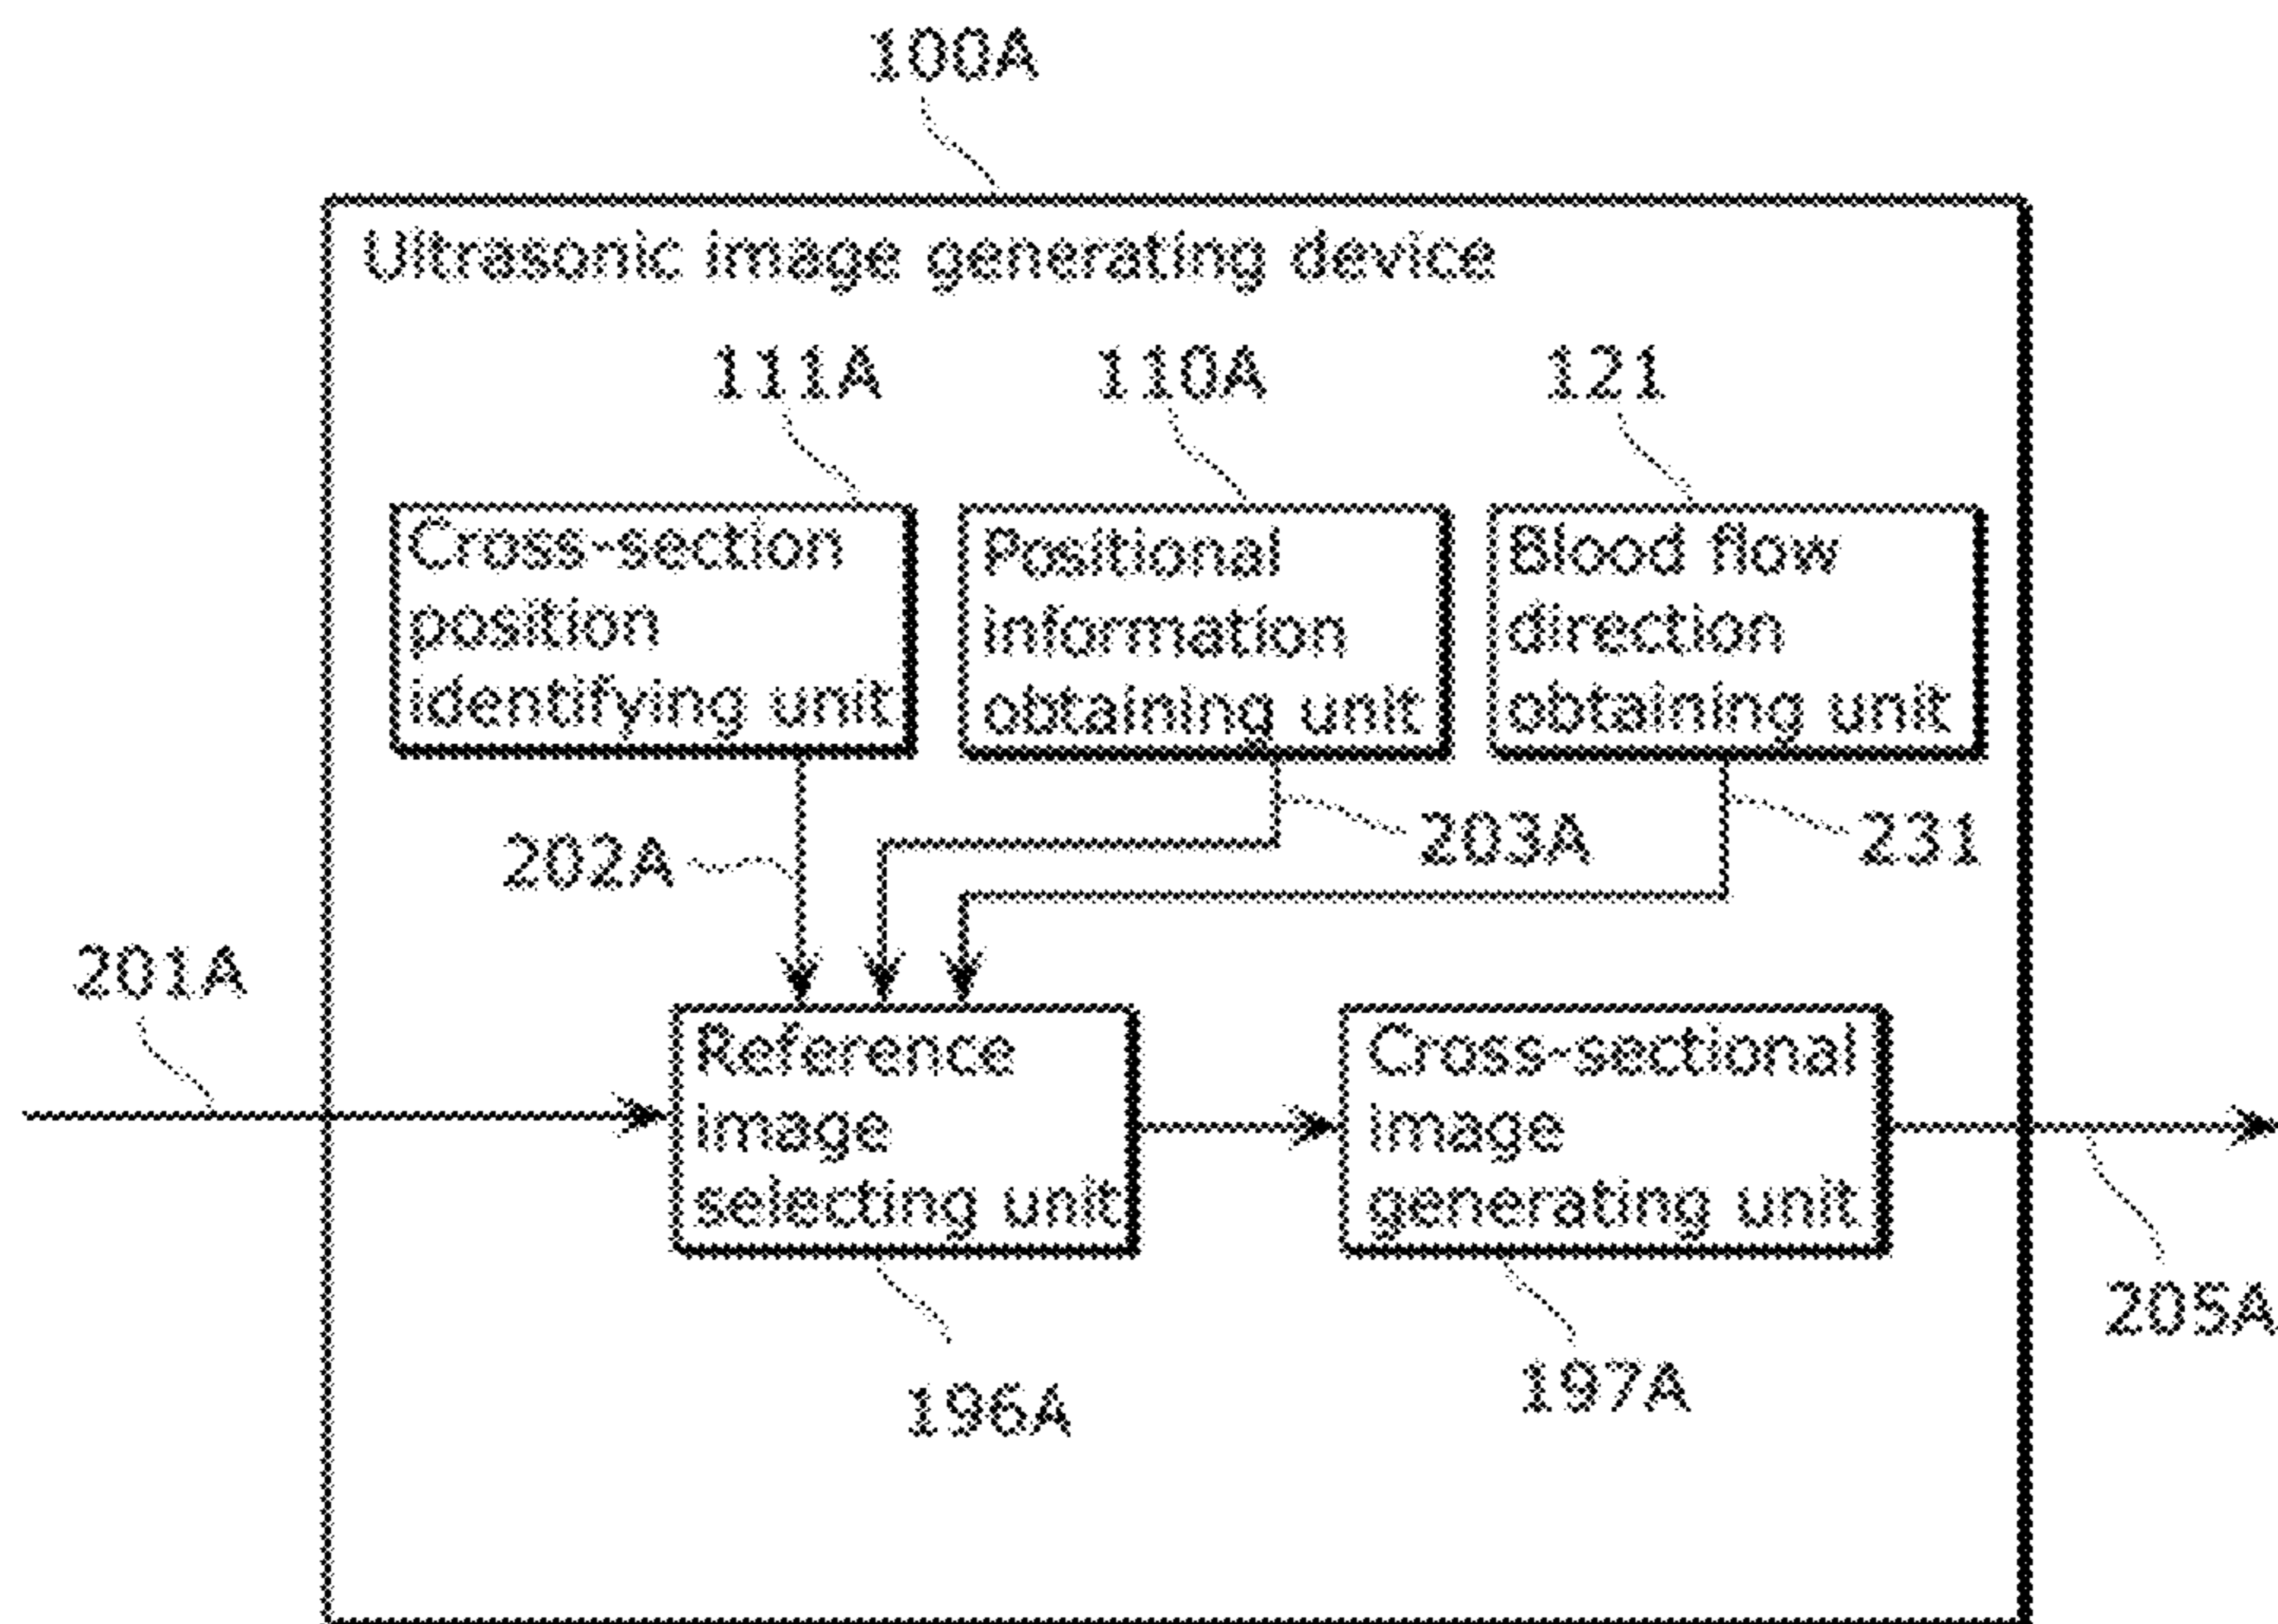 100A
Ultrasonic image generating device
111A
110A
121
Cross-section
position
identifying unit
Positional
information
obtaining unit
Blood flow
direction
obtaining unit
202A
203A
231
201A
Reference
image
selecting unit
Cross-sectional
image
generating unit
205A
196A
197A